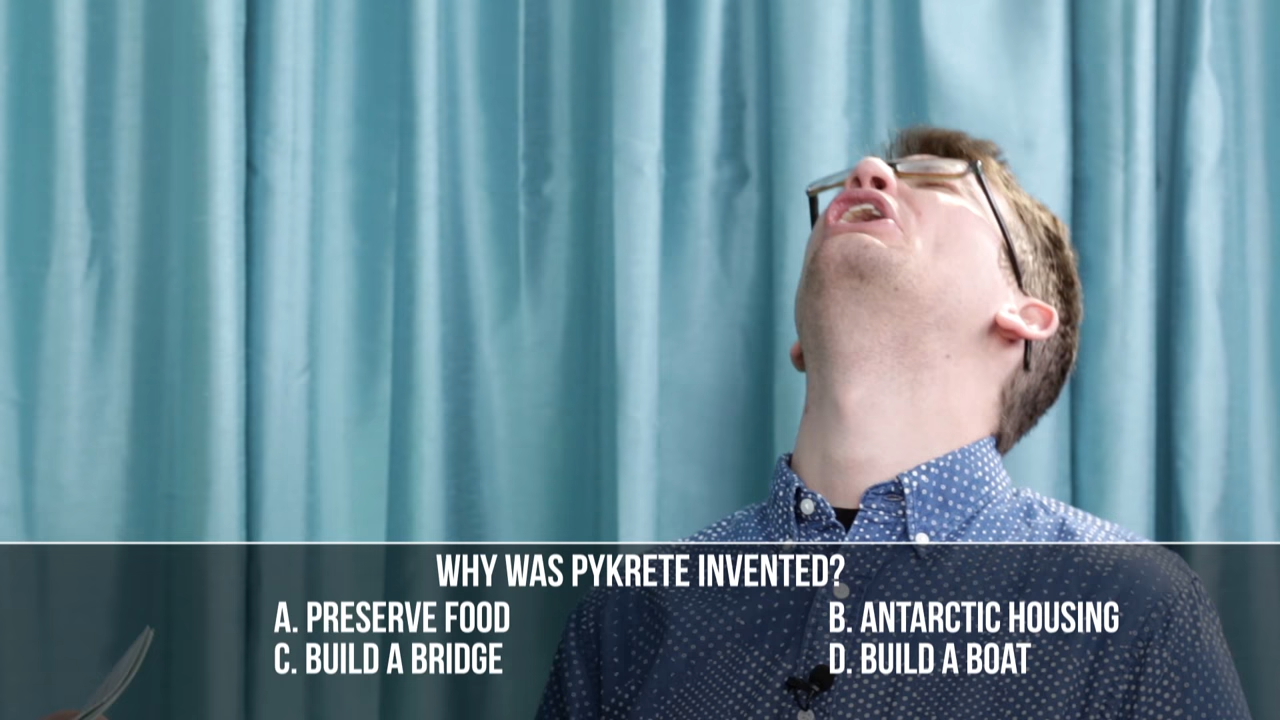 WHY WAS PYKRETE INVENTED?
A. PRESERVE FOOD B. ANTARCTIC HOUSING
C. BUILD A BRIDGE D. BUILD A BOAT